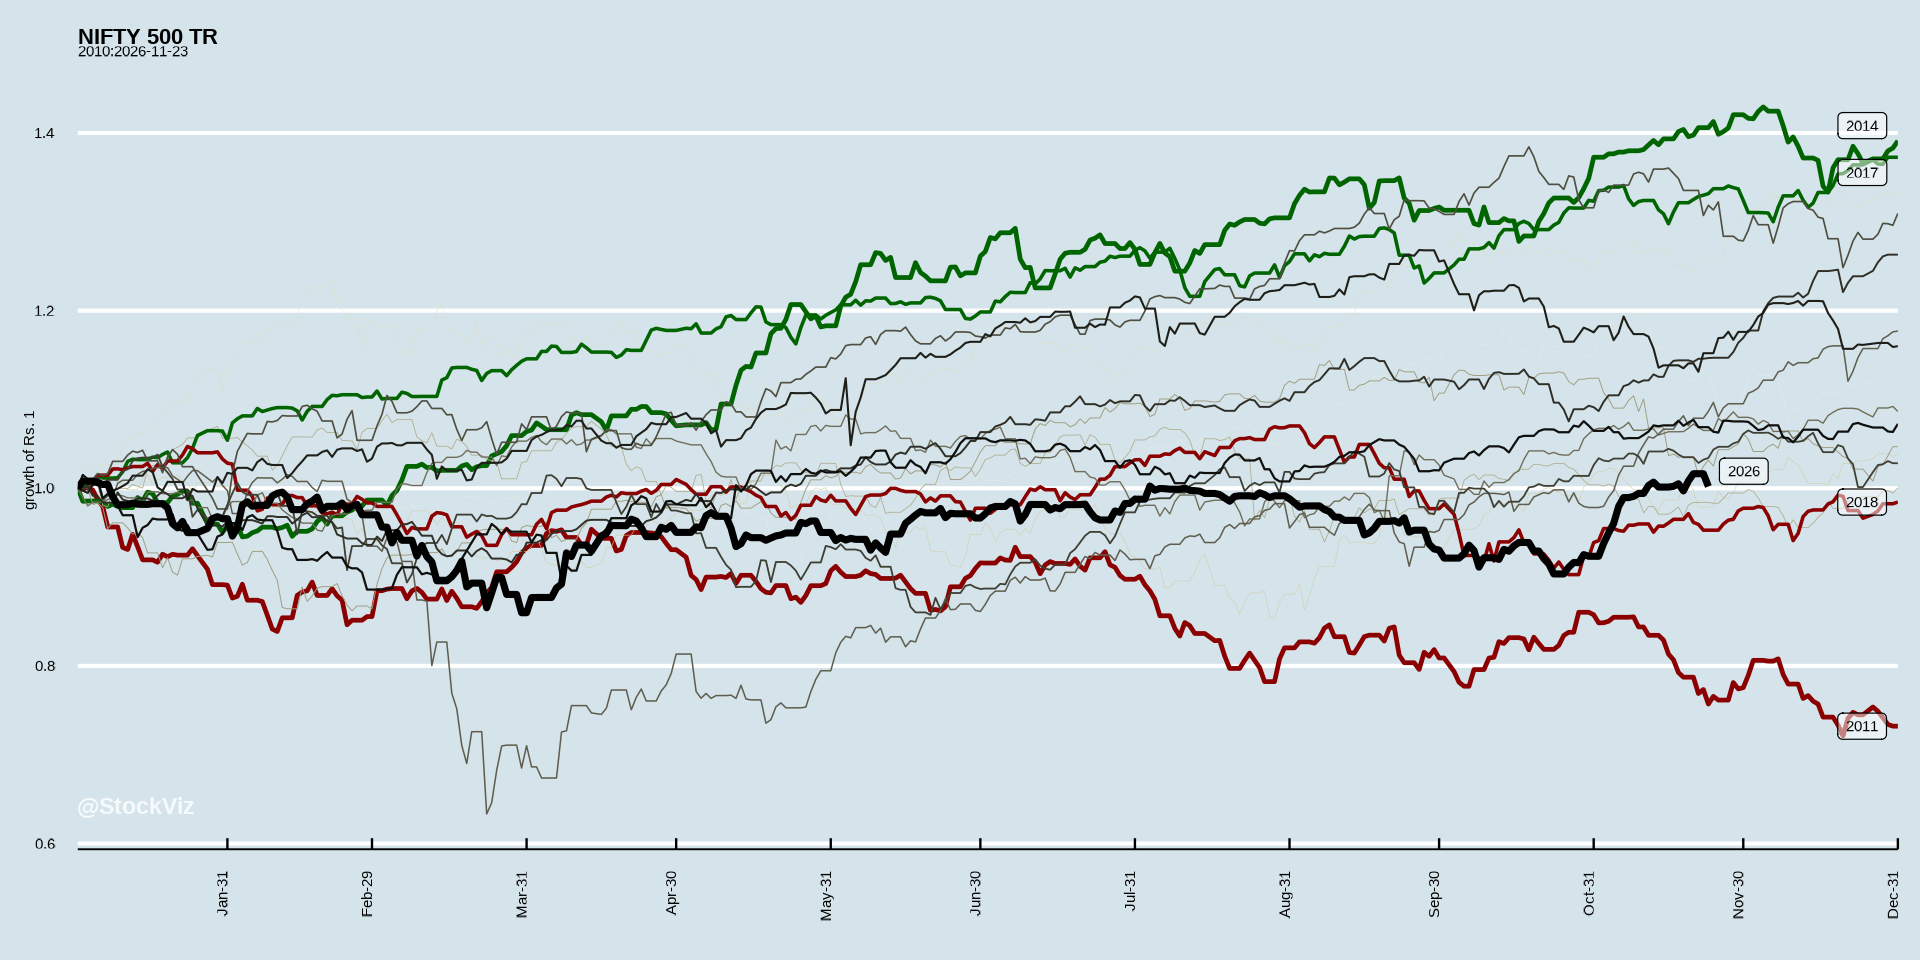 NIFTY 500 TR
2010:2026-11-23
growth of Rs. 1
1.4
1.2
1.0
0.8
0.6
2014
2017
2026
2018
2011
@StockViz
Jan-31
Feb-29
Mar-31
Apr-30
May-31
Jun-30
Jul-31
Aug-31
Sep-30
Oct-31
Nov-30
Dec-31